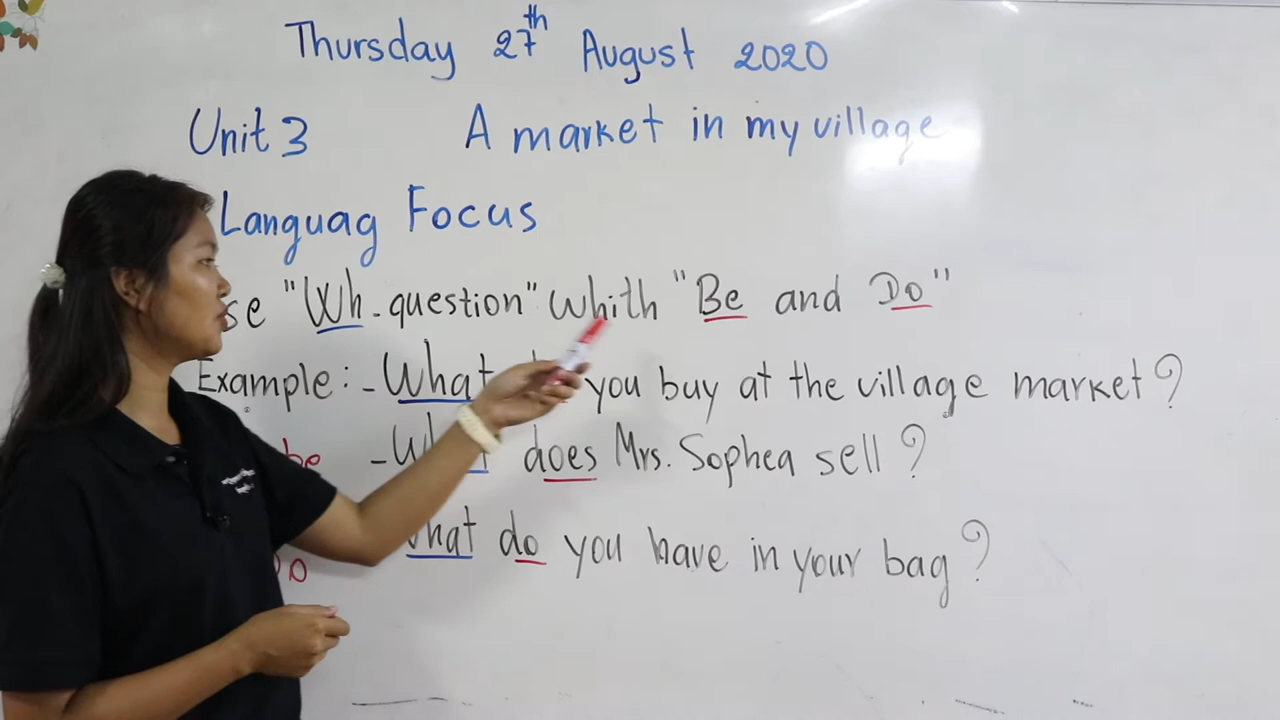 Thursday 27th August 2020
Unit 3 A market in my village
Languag Focus
se "Wh-question" Whith "Be and Do"
Example: - What you buy at the village market?
be - What does Mrs. Sophea sell?
What do you have in your bag?